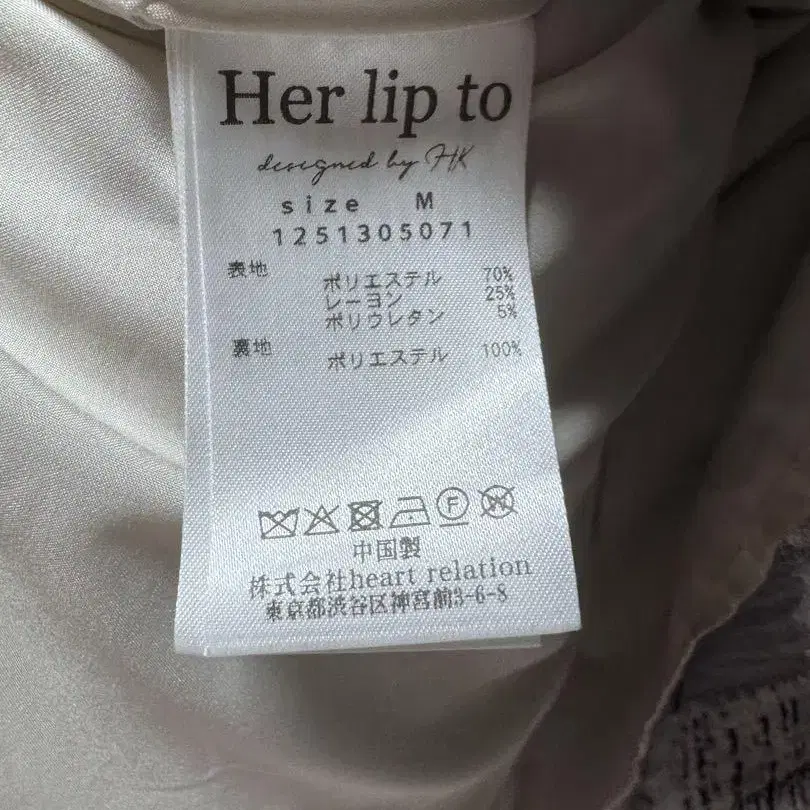 Her lip to
designed by HK
size M
1251305071
表地 ポリエステル 70%
レーヨン 25%
ポリウレタン 5%
裏地 ポリエステル 100%
F W
中国製
株式会社heart relation
東京都渋谷区神宮前3-6-8